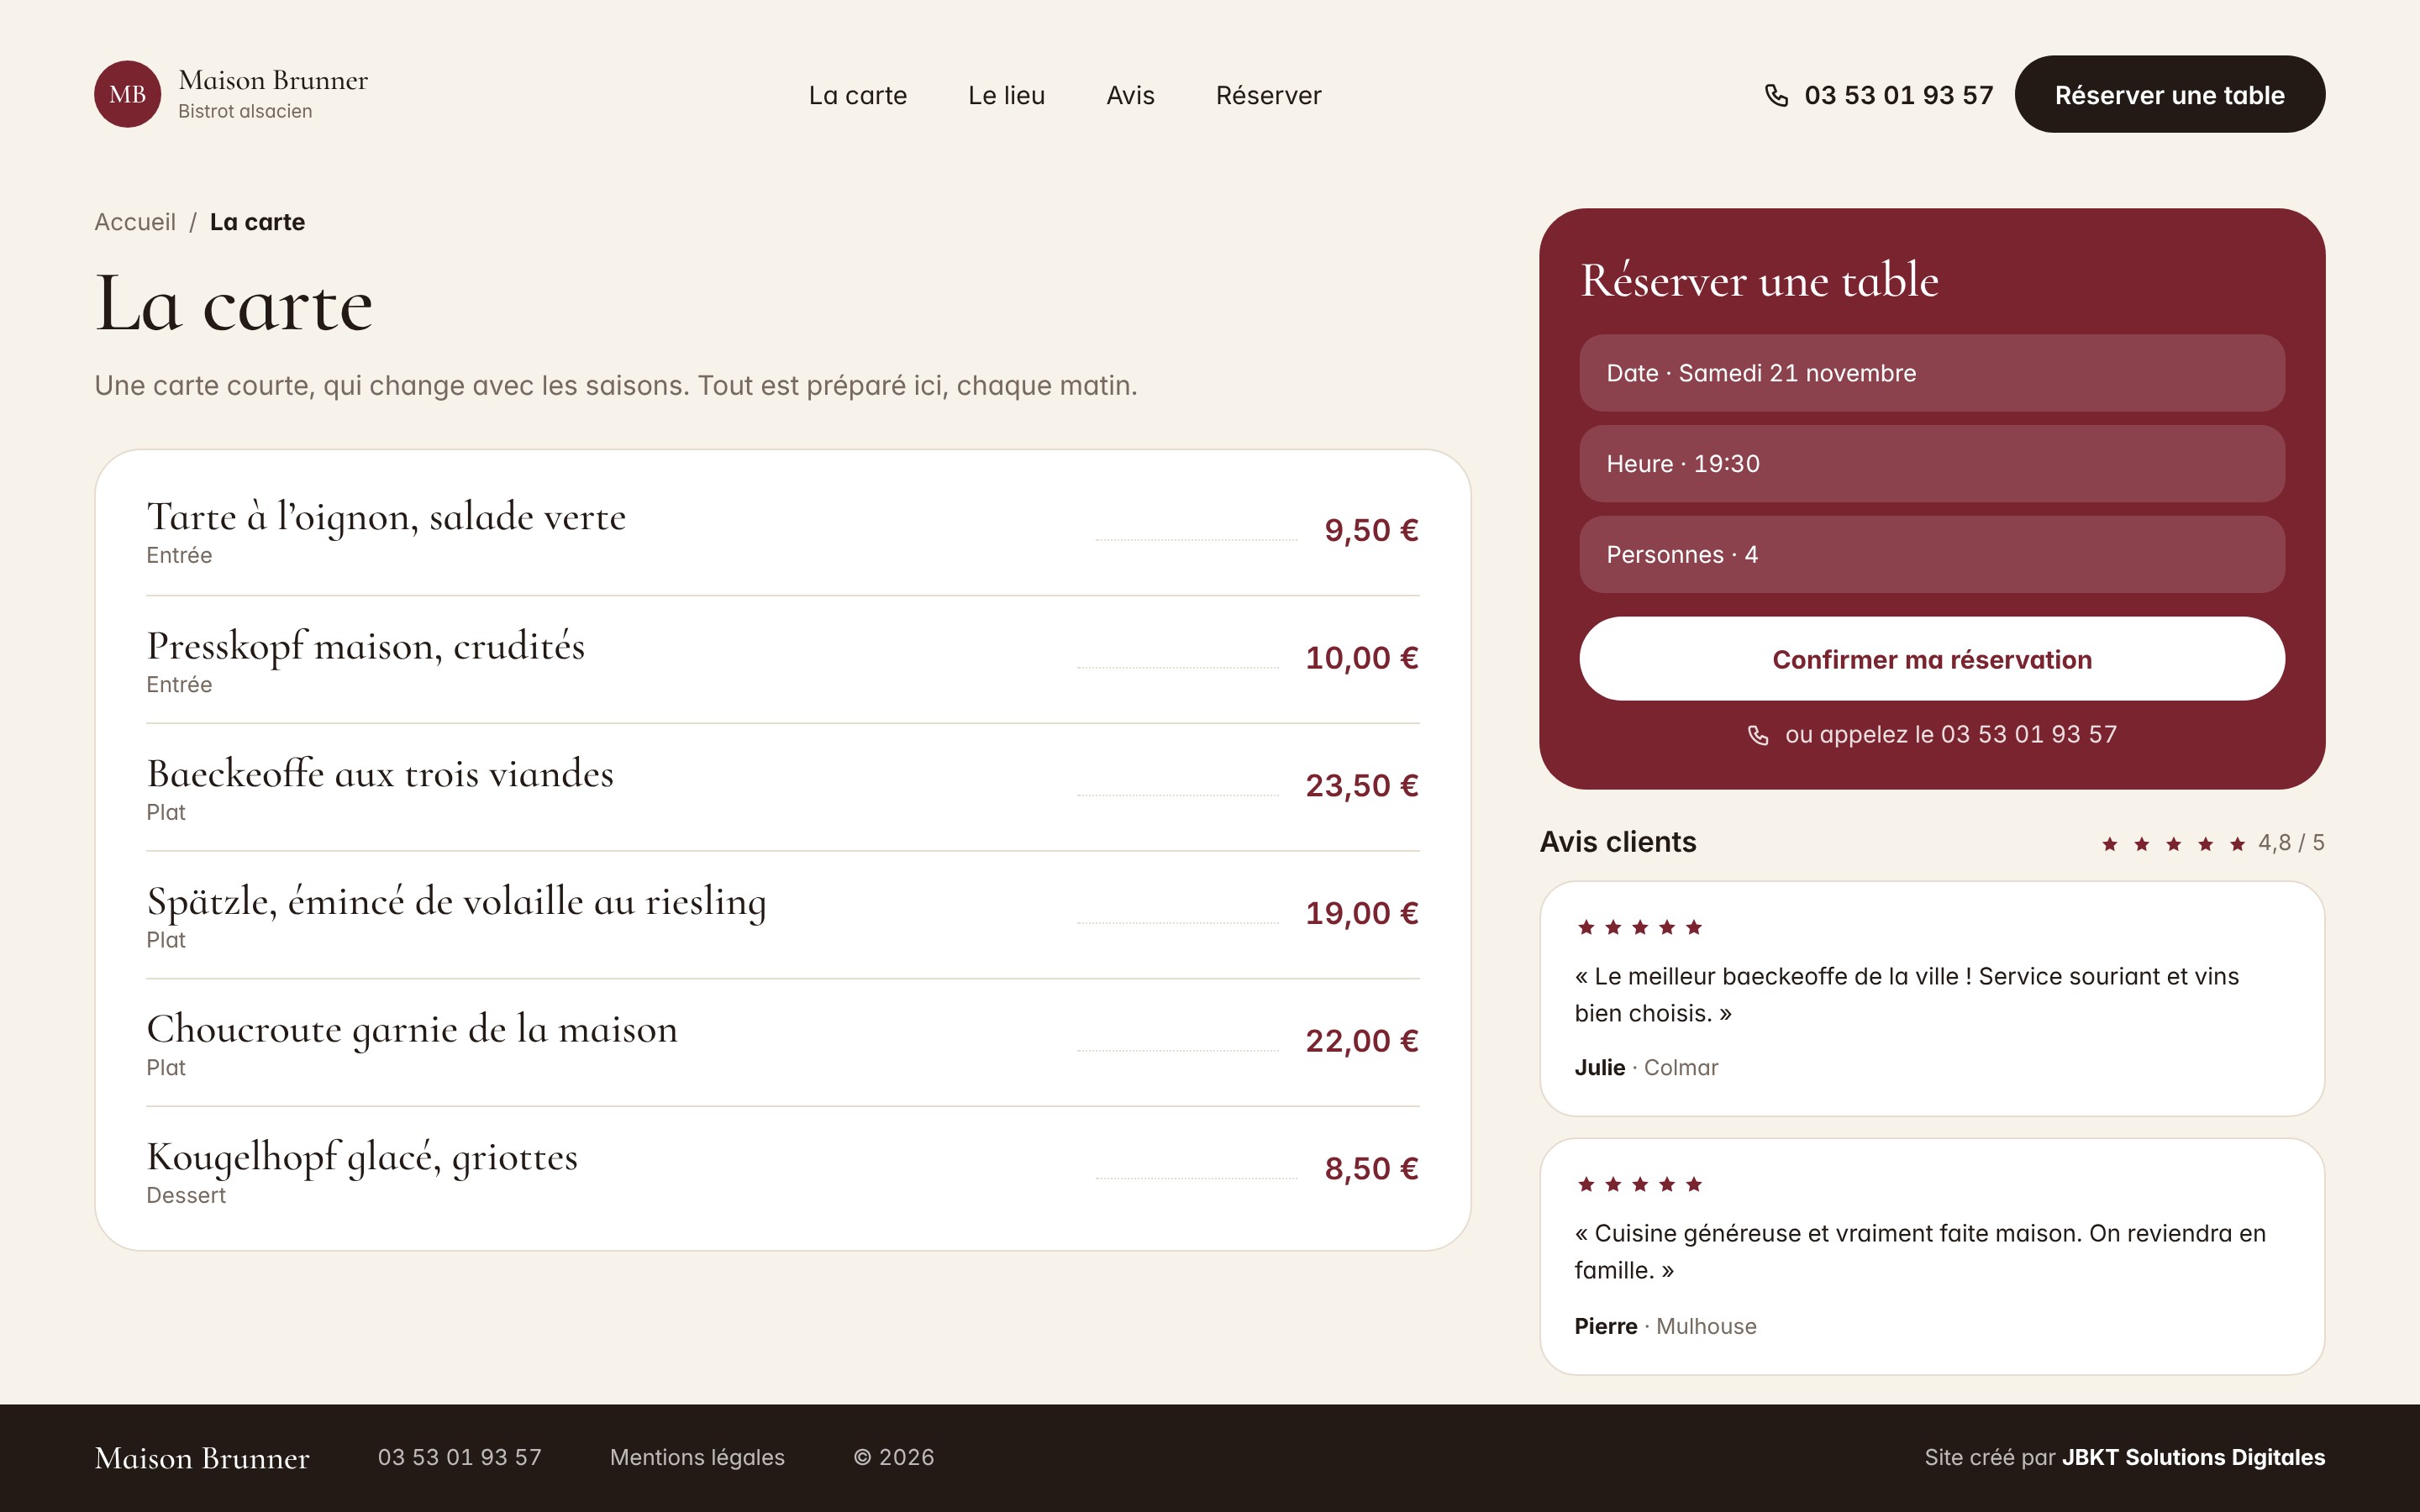 MB
Maison Brunner
Bistrot alsacien
La carte
Le lieu
Avis
Réserver
03 53 01 93 57
Réserver une table
Accueil / La carte
La carte
Une carte courte, qui change avec les saisons. Tout est préparé ici, chaque matin.
Tarte à l’oignon, salade verte
Entrée
9,50 €
Presskopf maison, crudités
Entrée
10,00 €
Baeckeoffe aux trois viandes
Plat
23,50 €
Spätzle, émincé de volaille au riesling
Plat
19,00 €
Choucroute garnie de la maison
Plat
22,00 €
Kougelhopf glacé, griottes
Dessert
8,50 €
Réserver une table
Date · Samedi 21 novembre
Heure · 19:30
Personnes · 4
Confirmer ma réservation
ou appelez le 03 53 01 93 57
Avis clients
★ ★ ★ ★ ★ 4,8 / 5
★★★★★
« Le meilleur baeckeoffe de la ville ! Service souriant et vins
bien choisis. »
Julie · Colmar
★★★★★
« Cuisine généreuse et vraiment faite maison. On reviendra en
famille. »
Pierre · Mulhouse
Maison Brunner
03 53 01 93 57
Mentions légales
© 2026
Site créé par JBKT Solutions Digitales